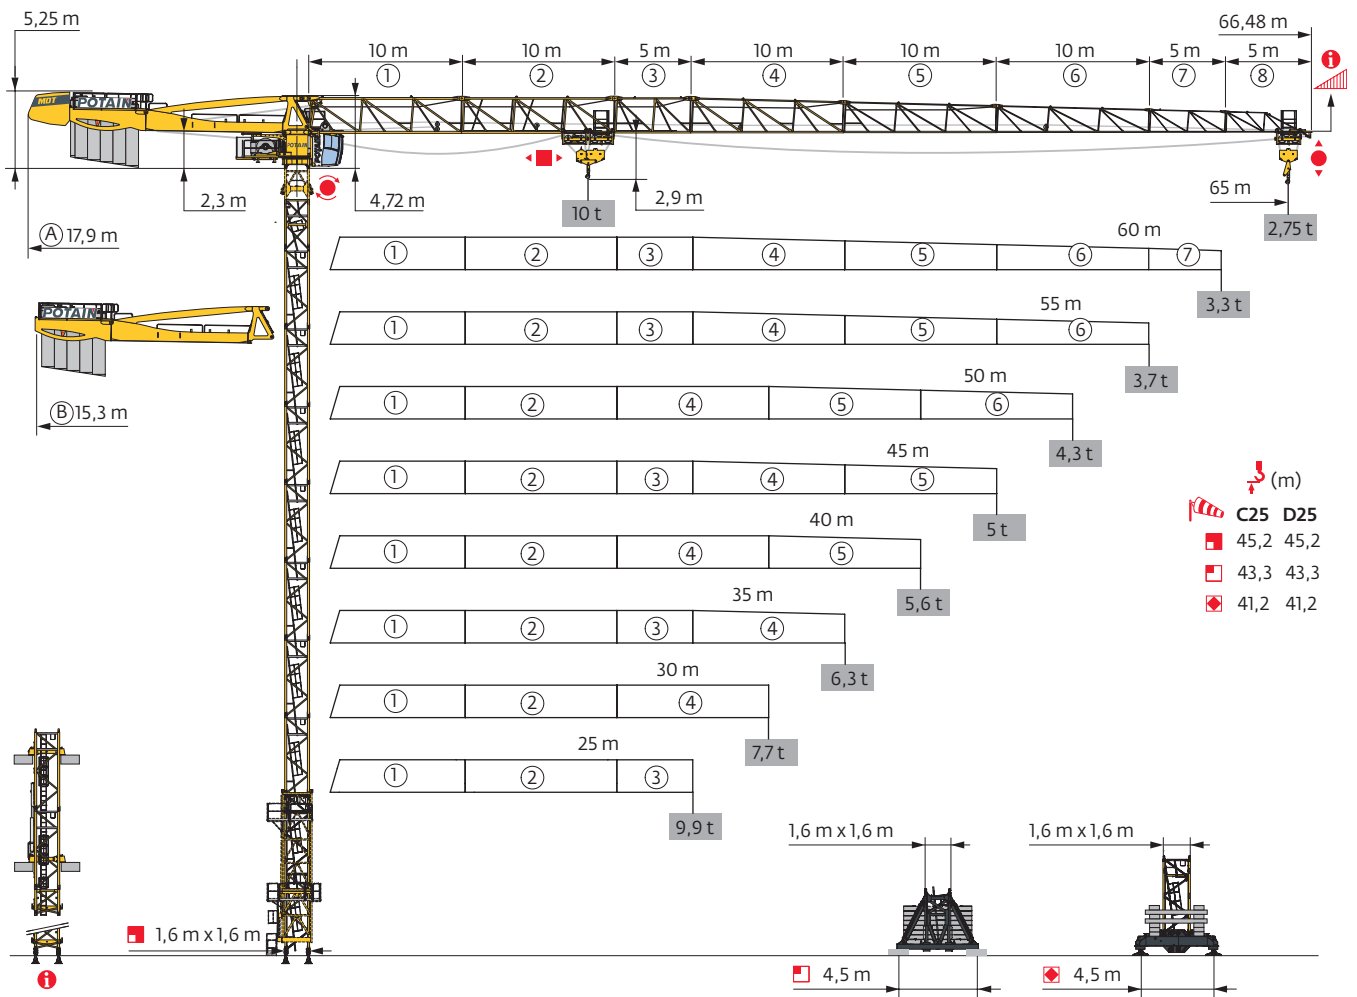 5,25 m
66,48 m
10 m
10 m
5 m
10 m
10 m
10 m
5 m
5 m
1
2
3
4
5
6
7
8
i
MDT
POTAIN
POTAIN
2,3 m
4,72 m
2,9 m
65 m
10 t
2,75 t
A 17,9 m
60 m
1
2
3
4
5
6
7
3,3 t
POTAIN
55 m
1
2
3
4
5
6
3,7 t
B 15,3 m
50 m
1
2
4
5
6
4,3 t
45 m
1
2
3
4
5
5 t
(m)
C25 D25
45,2 45,2
43,3 43,3
41,2 41,2
40 m
1
2
4
5
5,6 t
35 m
1
2
3
4
6,3 t
30 m
1
2
4
7,7 t
25 m
1
2
3
9,9 t
1,6 m x 1,6 m
1,6 m x 1,6 m
1,6 m x 1,6 m
i
4,5 m
4,5 m